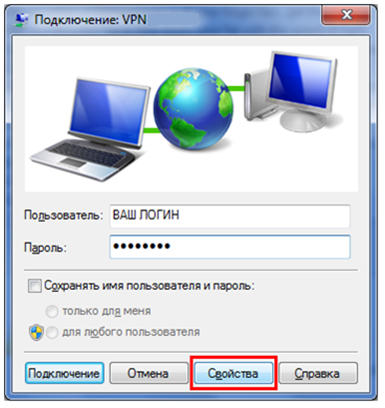 Подключение: VPN
Пользователь: ВАШ ЛОГИН
Пароль: ••••••••
Сохранять имя пользователя и пароль:
только для меня
для любого пользователя
Подключение Отмена Свойства Справка